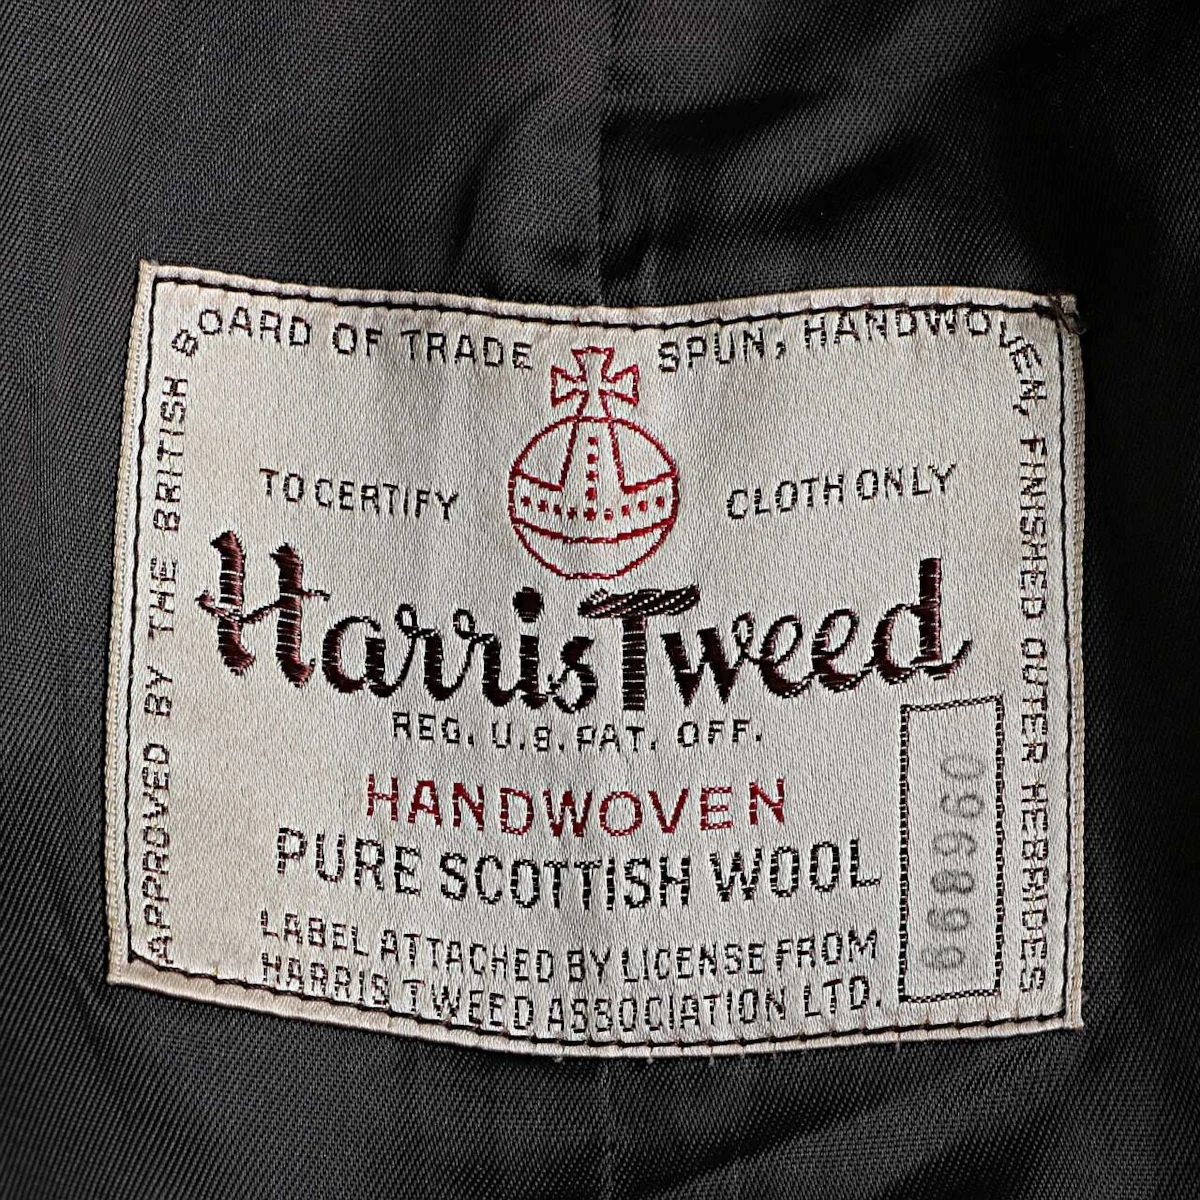 APPROVED BY THE BRITISH BOARD OF TRADE
SPUN, HANDWOVEN, FINISHED OUTER HEBRIDES
TO CERTIFY
CLOTH ONLY
Harris Tweed
REG. U.S. PAT. OFF.
HANDWOVEN
PURE SCOTTISH WOOL
LABEL ATTACHED BY LICENSE FROM
HARRIS TWEED ASSOCIATION LTD.